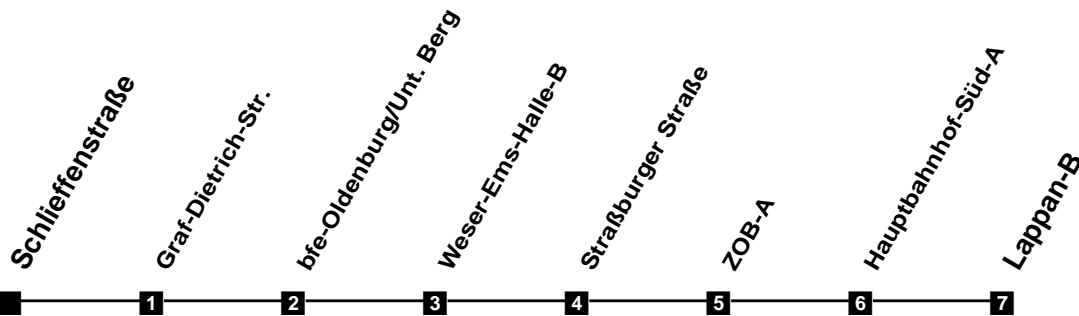 Schlieffenstraße
Graf-Dietrich-Str.
bfe-Oldenburg/Unt. Berg
Weser-Ems-Halle-B
Straßburger Straße
ZOB-A
Hauptbahnhof-Süd-A
Lappan-B
1 2 3 4 5 6 7